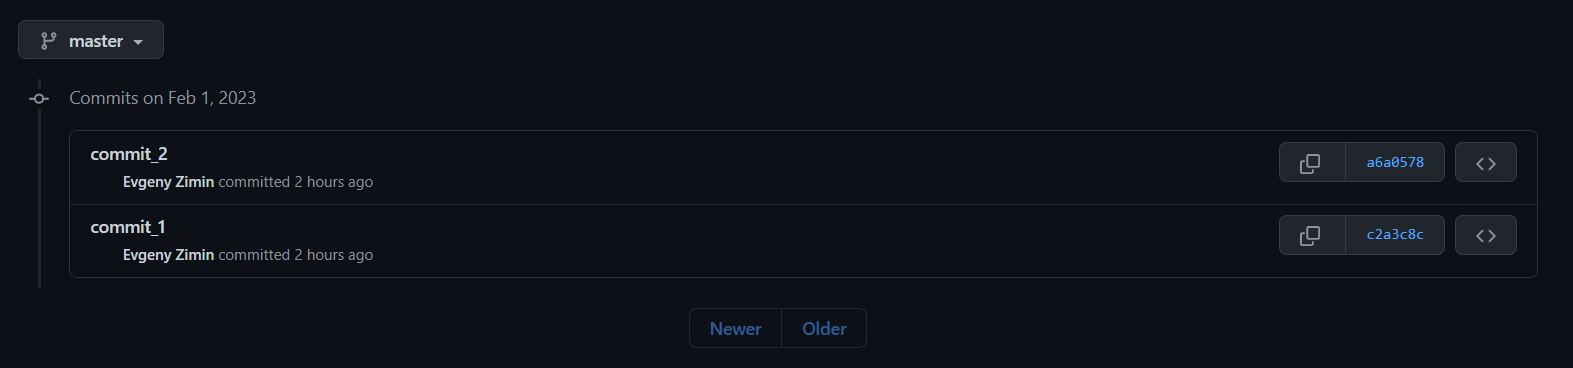 master
Commits on Feb 1, 2023
commit_2
a6a0578
Evgeny Zimin committed 2 hours ago
commit_1
c2a3c8c
Evgeny Zimin committed 2 hours ago
Newer Older